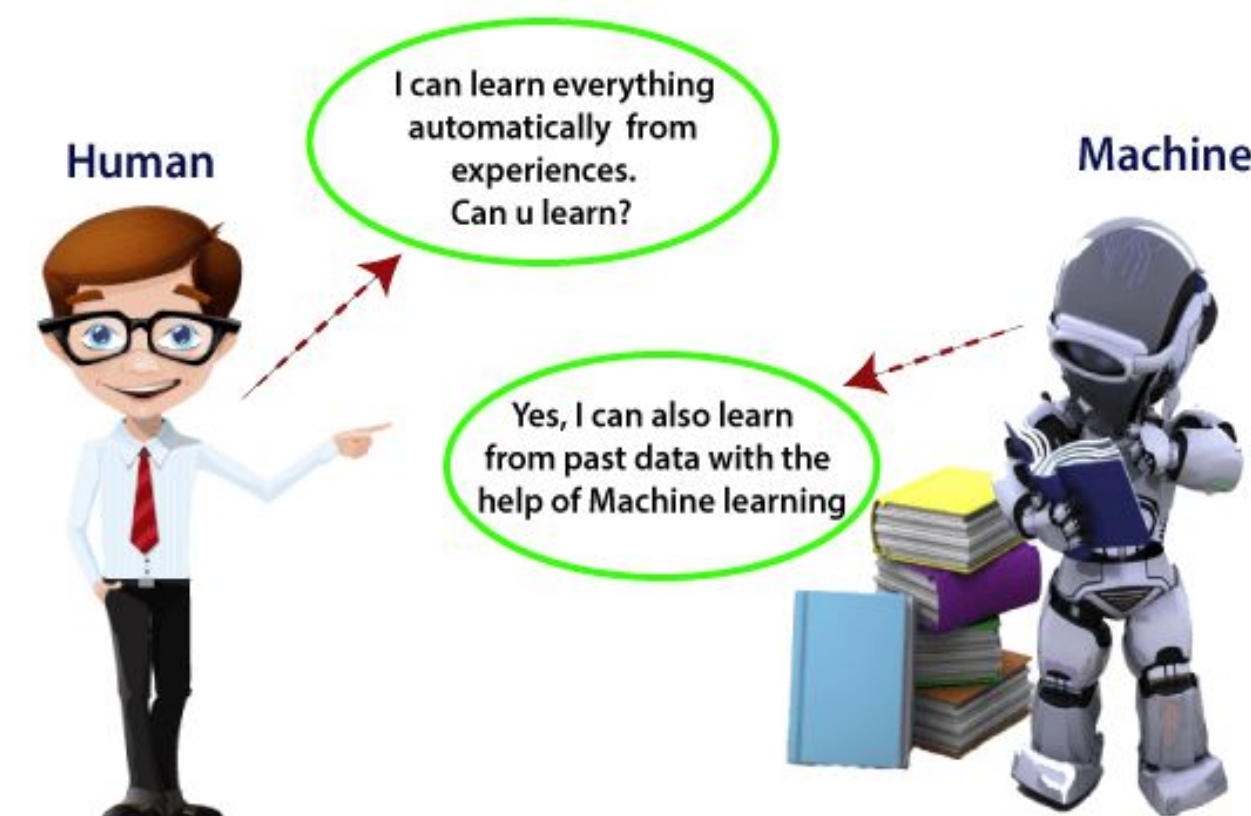 Human
I can learn everything
automatically from
experiences.
Can u learn?
Machine
Yes, I can also learn
from past data with the
help of Machine learning